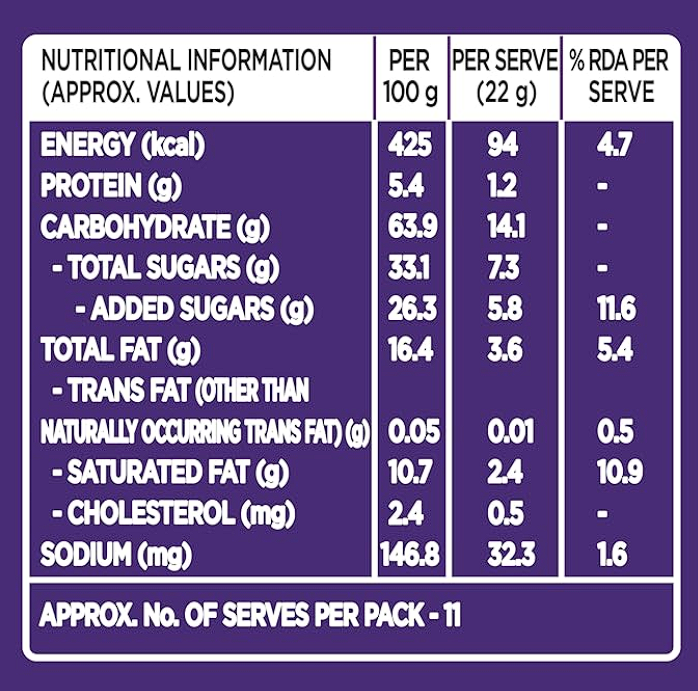 NUTRITIONAL INFORMATION (APPROX. VALUES) PER 100 g PER SERVE (22 g) % RDA PER SERVE
ENERGY (kcal) 425 94 4.7
PROTEIN (g) 5.4 1.2 -
CARBOHYDRATE (g) 63.9 14.1 -
- TOTAL SUGARS (g) 33.1 7.3 -
- ADDED SUGARS (g) 26.3 5.8 11.6
TOTAL FAT (g) 16.4 3.6 5.4
- TRANS FAT (OTHER THAN
NATURALLY OCCURRING TRANS FAT) (g) 0.05 0.01 0.5
- SATURATED FAT (g) 10.7 2.4 10.9
- CHOLESTEROL (mg) 2.4 0.5 -
SODIUM (mg) 146.8 32.3 1.6
APPROX. No. OF SERVES PER PACK - 11